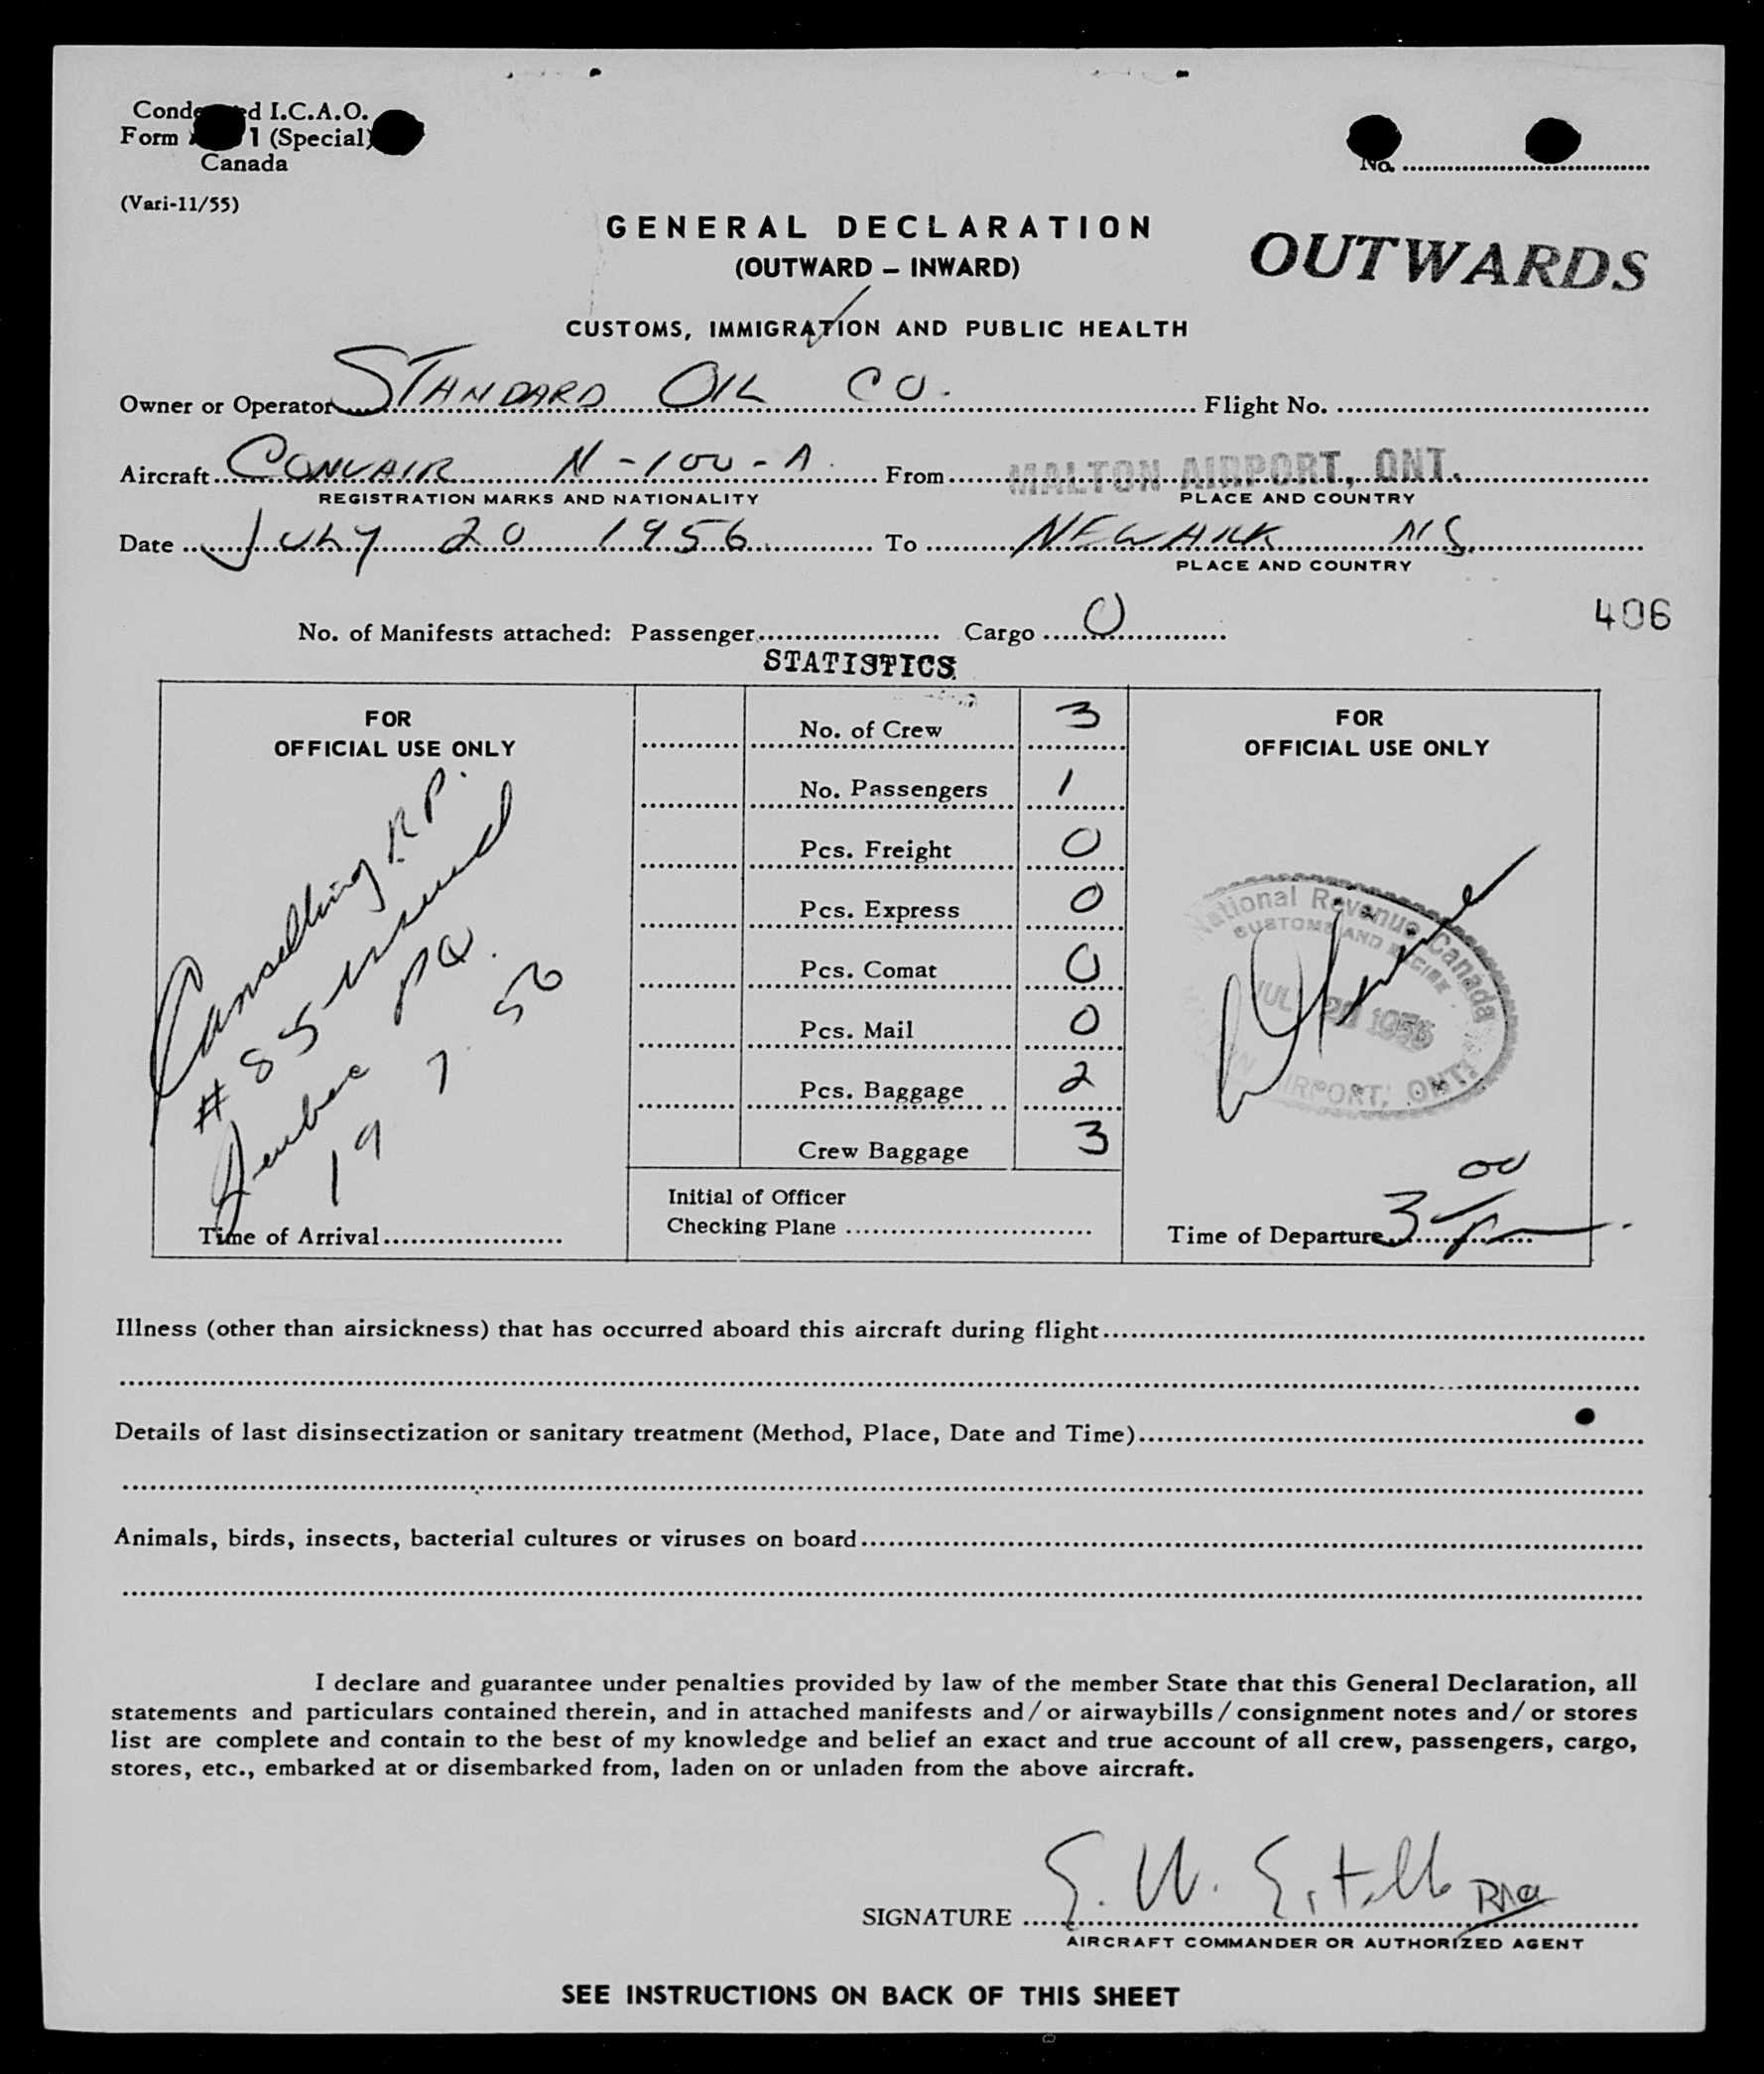 Condensed I.C.A.O.
Form 1 (Special)
Canada
(Vari-11/55)
No.
GENERAL DECLARATION
(OUTWARD – INWARD)
OUTWARDS
CUSTOMS, IMMIGRATION AND PUBLIC HEALTH
Owner or Operator STANDARD OIL CO. Flight No.
Aircraft CONVAIR N-100-A From MALTON AIRPORT, ONT.
REGISTRATION MARKS AND NATIONALITY PLACE AND COUNTRY
Date JULY 20 1956 To NEWARK
PLACE AND COUNTRY
406
No. of Manifests attached: Passenger Cargo 0
STATISTICS
FOR
OFFICIAL USE ONLY
Cancelling R.P.
# 85 issued
Quebec PQ.
19 7 56
Time of Arrival
No. of Crew 3
No. Passengers 1
Pcs. Freight 0
Pcs. Express 0
Pcs. Comat 0
Pcs. Mail 0
Pcs. Baggage 2
Crew Baggage 3
Initial of Officer
Checking Plane
FOR
OFFICIAL USE ONLY
National Revenue Canada
CUSTOMS AND EXCISE
JUL 20 1956
AIRPORT, ONT.
Time of Departure 3 00
Illness (other than airsickness) that has occurred aboard this aircraft during flight
Details of last disinsectization or sanitary treatment (Method, Place, Date and Time)
Animals, birds, insects, bacterial cultures or viruses on board
I declare and guarantee under penalties provided by law of the member State that this General Declaration, all
statements and particulars contained therein, and in attached manifests and/or airwaybills/consignment notes and/or stores
list are complete and contain to the best of my knowledge and belief an exact and true account of all crew, passengers, cargo,
stores, etc., embarked at or disembarked from, laden on or unladen from the above aircraft.
SIGNATURE E. W.
AIRCRAFT COMMANDER OR AUTHORIZED AGENT
SEE INSTRUCTIONS ON BACK OF THIS SHEET